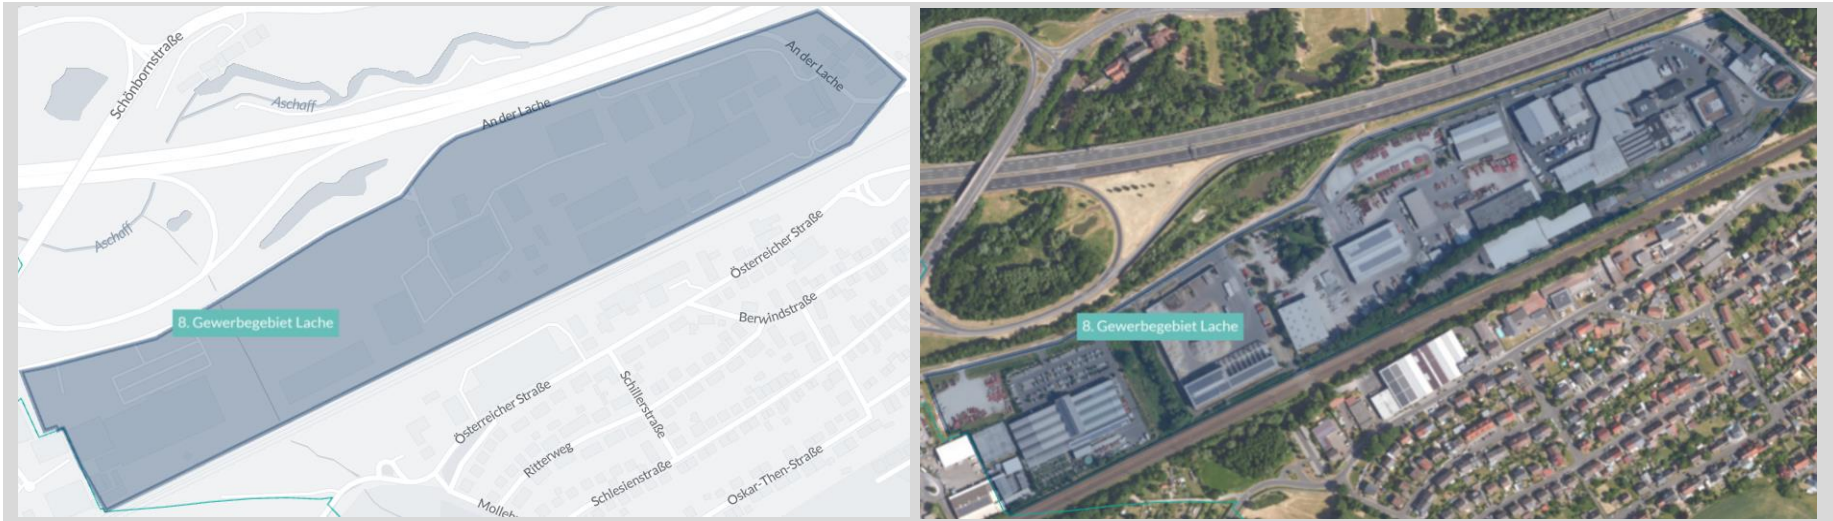 Schönbornstraße
An der Lache
Aschaff
An der Lache
Aschaff
Österreicher Straße
8. Gewerbegebiet Lache
Berwindstraße
Österreicher Straße
Schillerstraße
Ritterweg
Schlesienstraße
Oskar-Then-Straße
8. Gewerbegebiet Lache